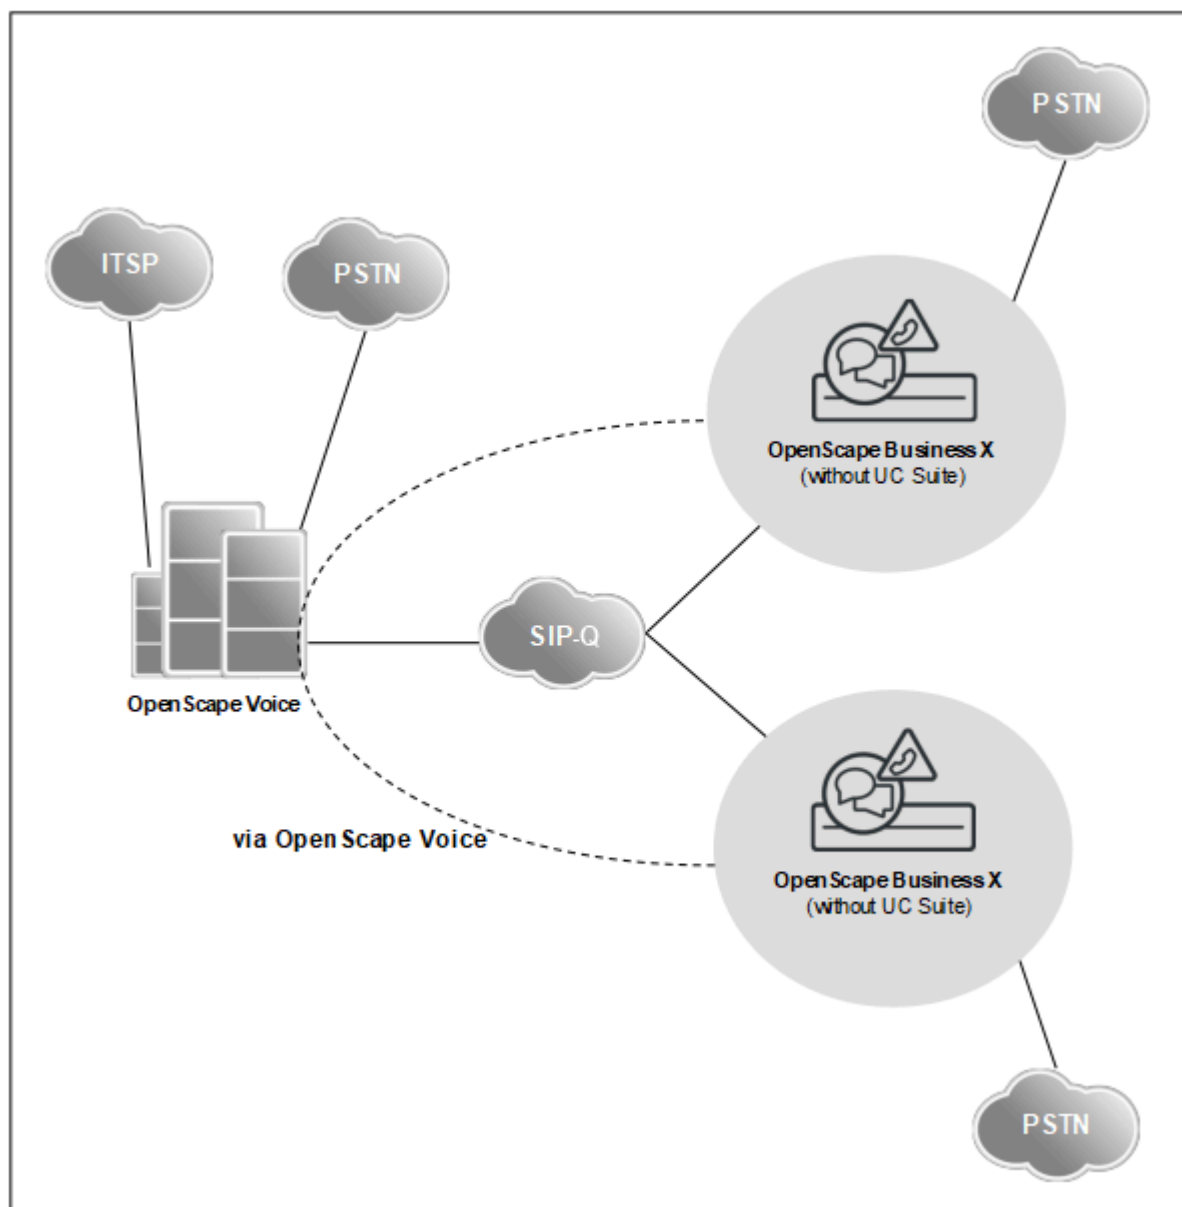 PSTN
ITSP
PSTN
OpenScape Business X
(without UC Suite)
SIP-Q
OpenScape Voice
via OpenScape Voice
OpenScape Business X
(without UC Suite)
PSTN